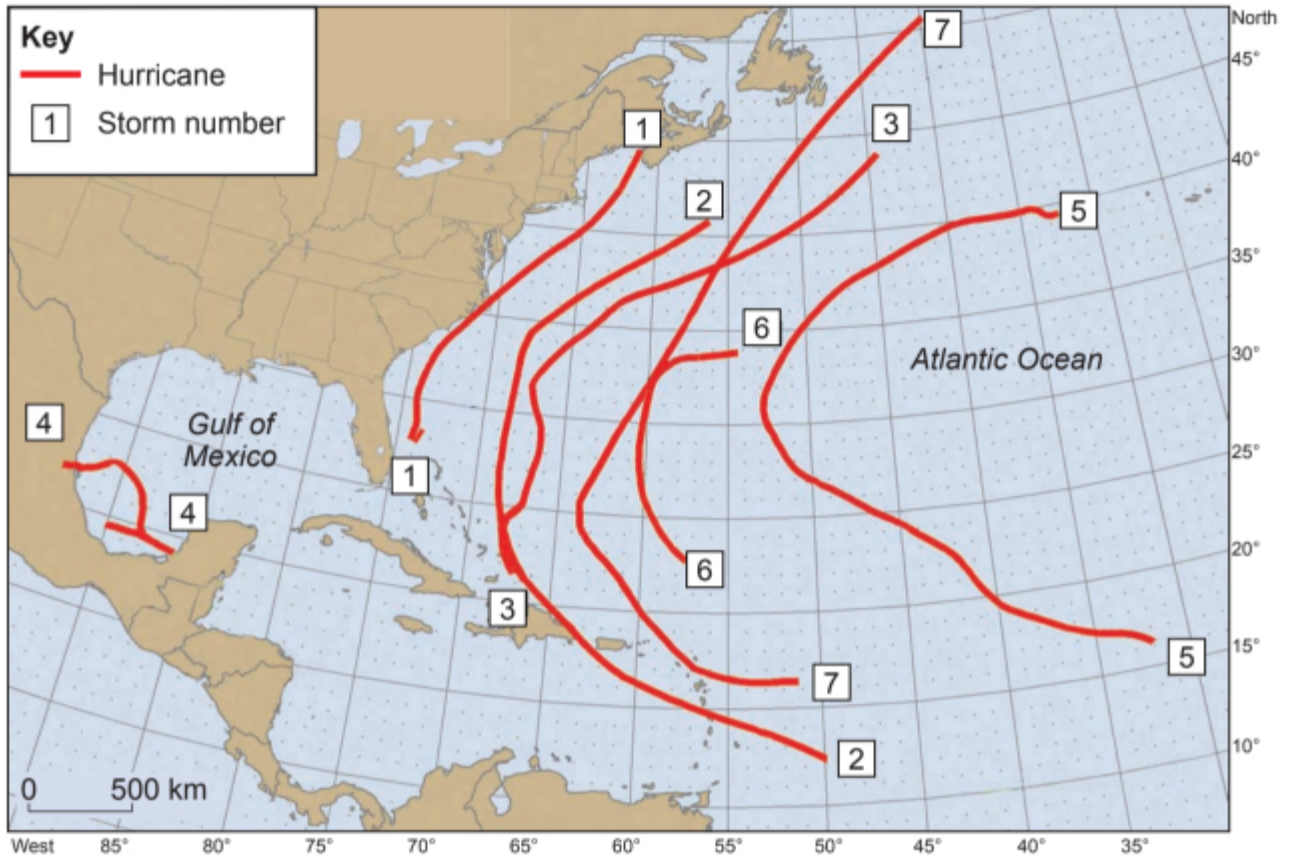 Key
Hurricane
1 Storm number
North
7
45°
1
3
40°
2
5
35°
6
Atlantic Ocean
30°
4
Gulf of
Mexico
1
25°
4
6
20°
3
5
15°
7
2
10°
0 500 km
West 85° 80° 75° 70° 65° 60° 55° 50° 45° 40° 35°